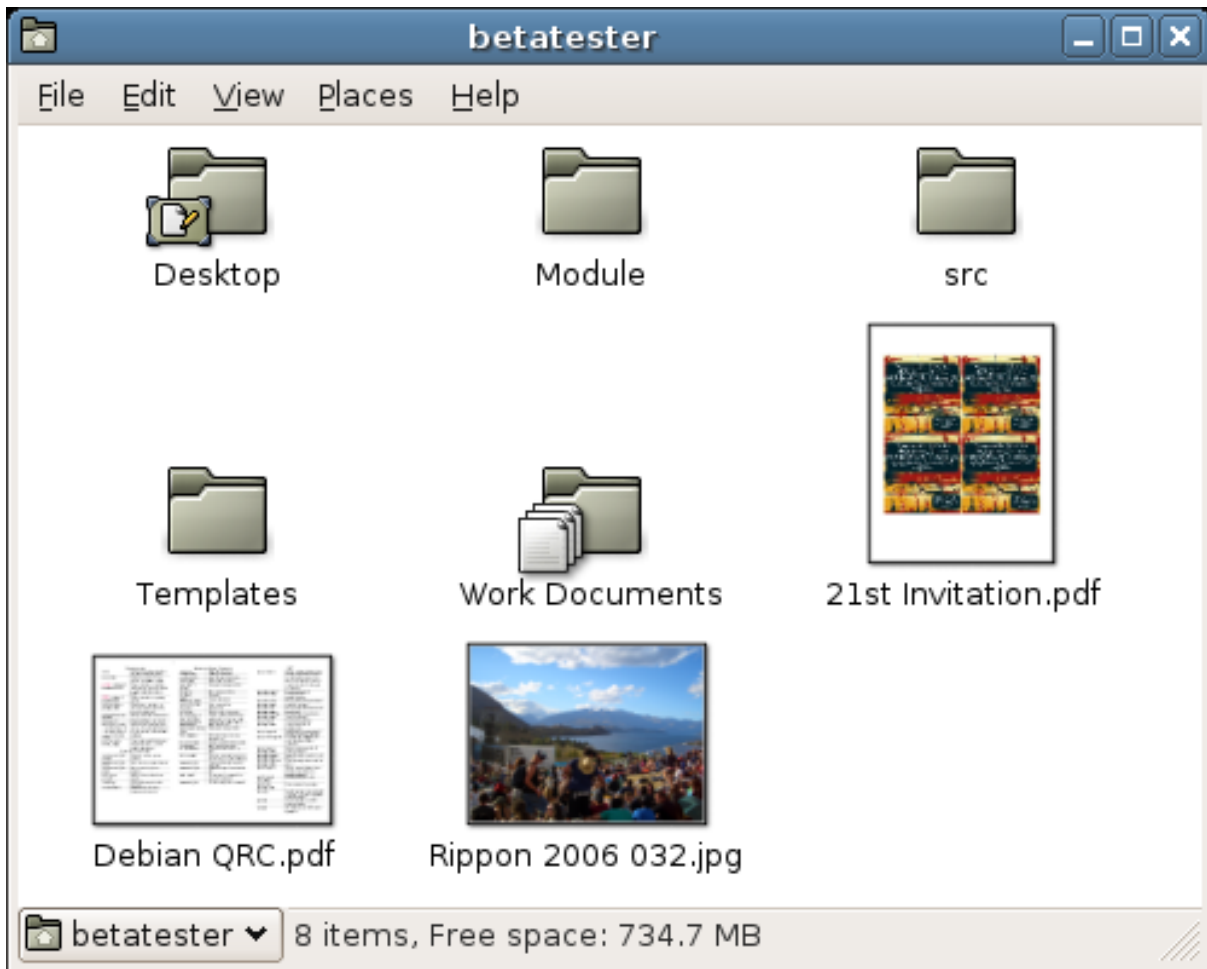 betatester
File Edit View Places Help
Desktop Module src
Templates Work Documents 21st Invitation.pdf
Debian QRC.pdf Rippon 2006 032.jpg
betatester 8 items, Free space: 734.7 MB